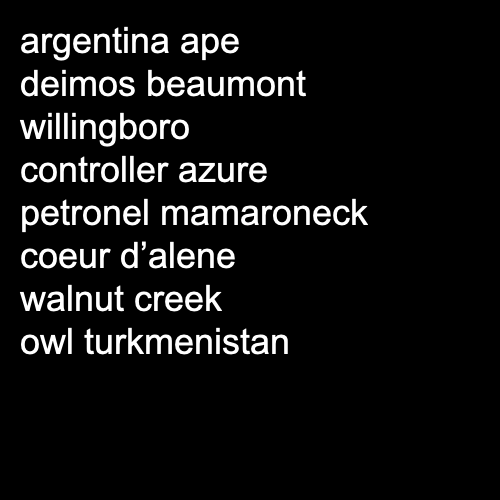 argentina ape
deimos beaumont
willingboro
controller azure
petronel mamaroneck
coeur d’alene
walnut creek
owl turkmenistan